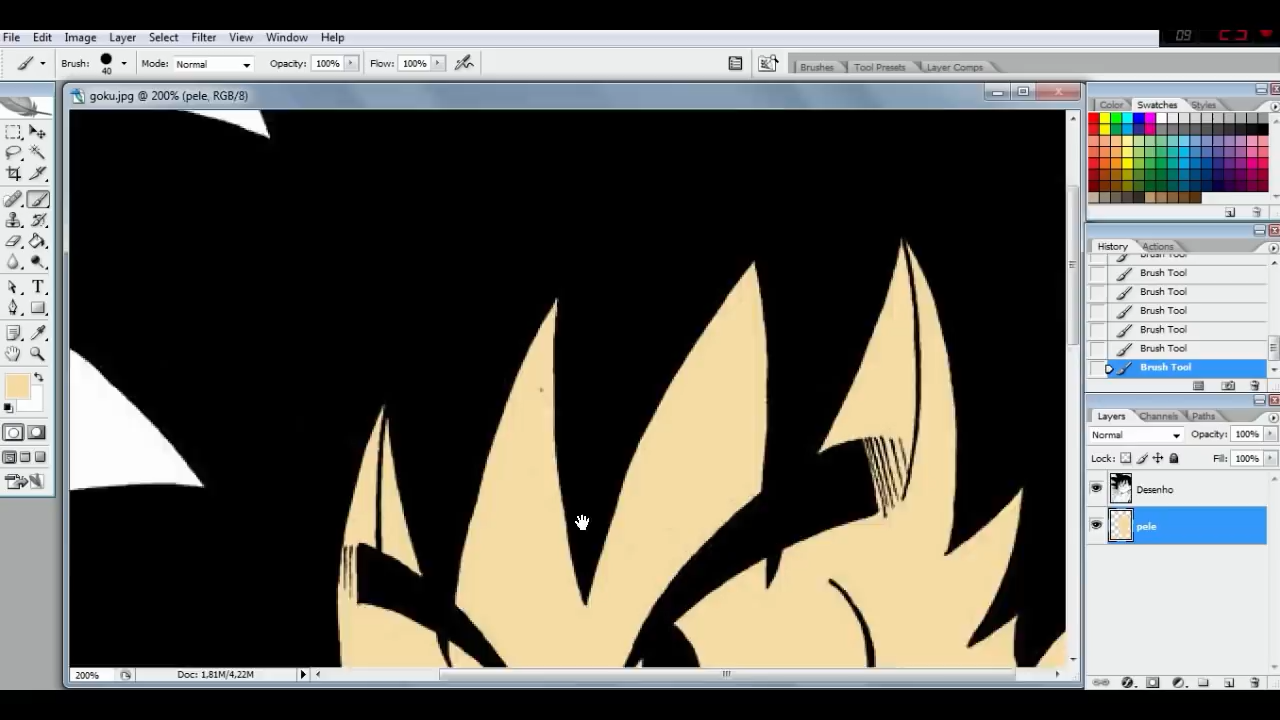 09
File Edit Image Layer Select Filter View Window Help
Brush: 40 Mode: Normal Opacity: 100% Flow: 100% Brushes Tool Presets Layer Comps
goku.jpg @ 200% (pele, RGB/8)
Color Swatches Styles
History Actions
Brush Tool
Brush Tool
Brush Tool
Brush Tool
Brush Tool
Brush Tool
Brush Tool
Layers Channels Paths
Normal Opacity: 100%
Lock: Fill: 100%
Desenho
pele
200% Doc: 1,81M/4,22M